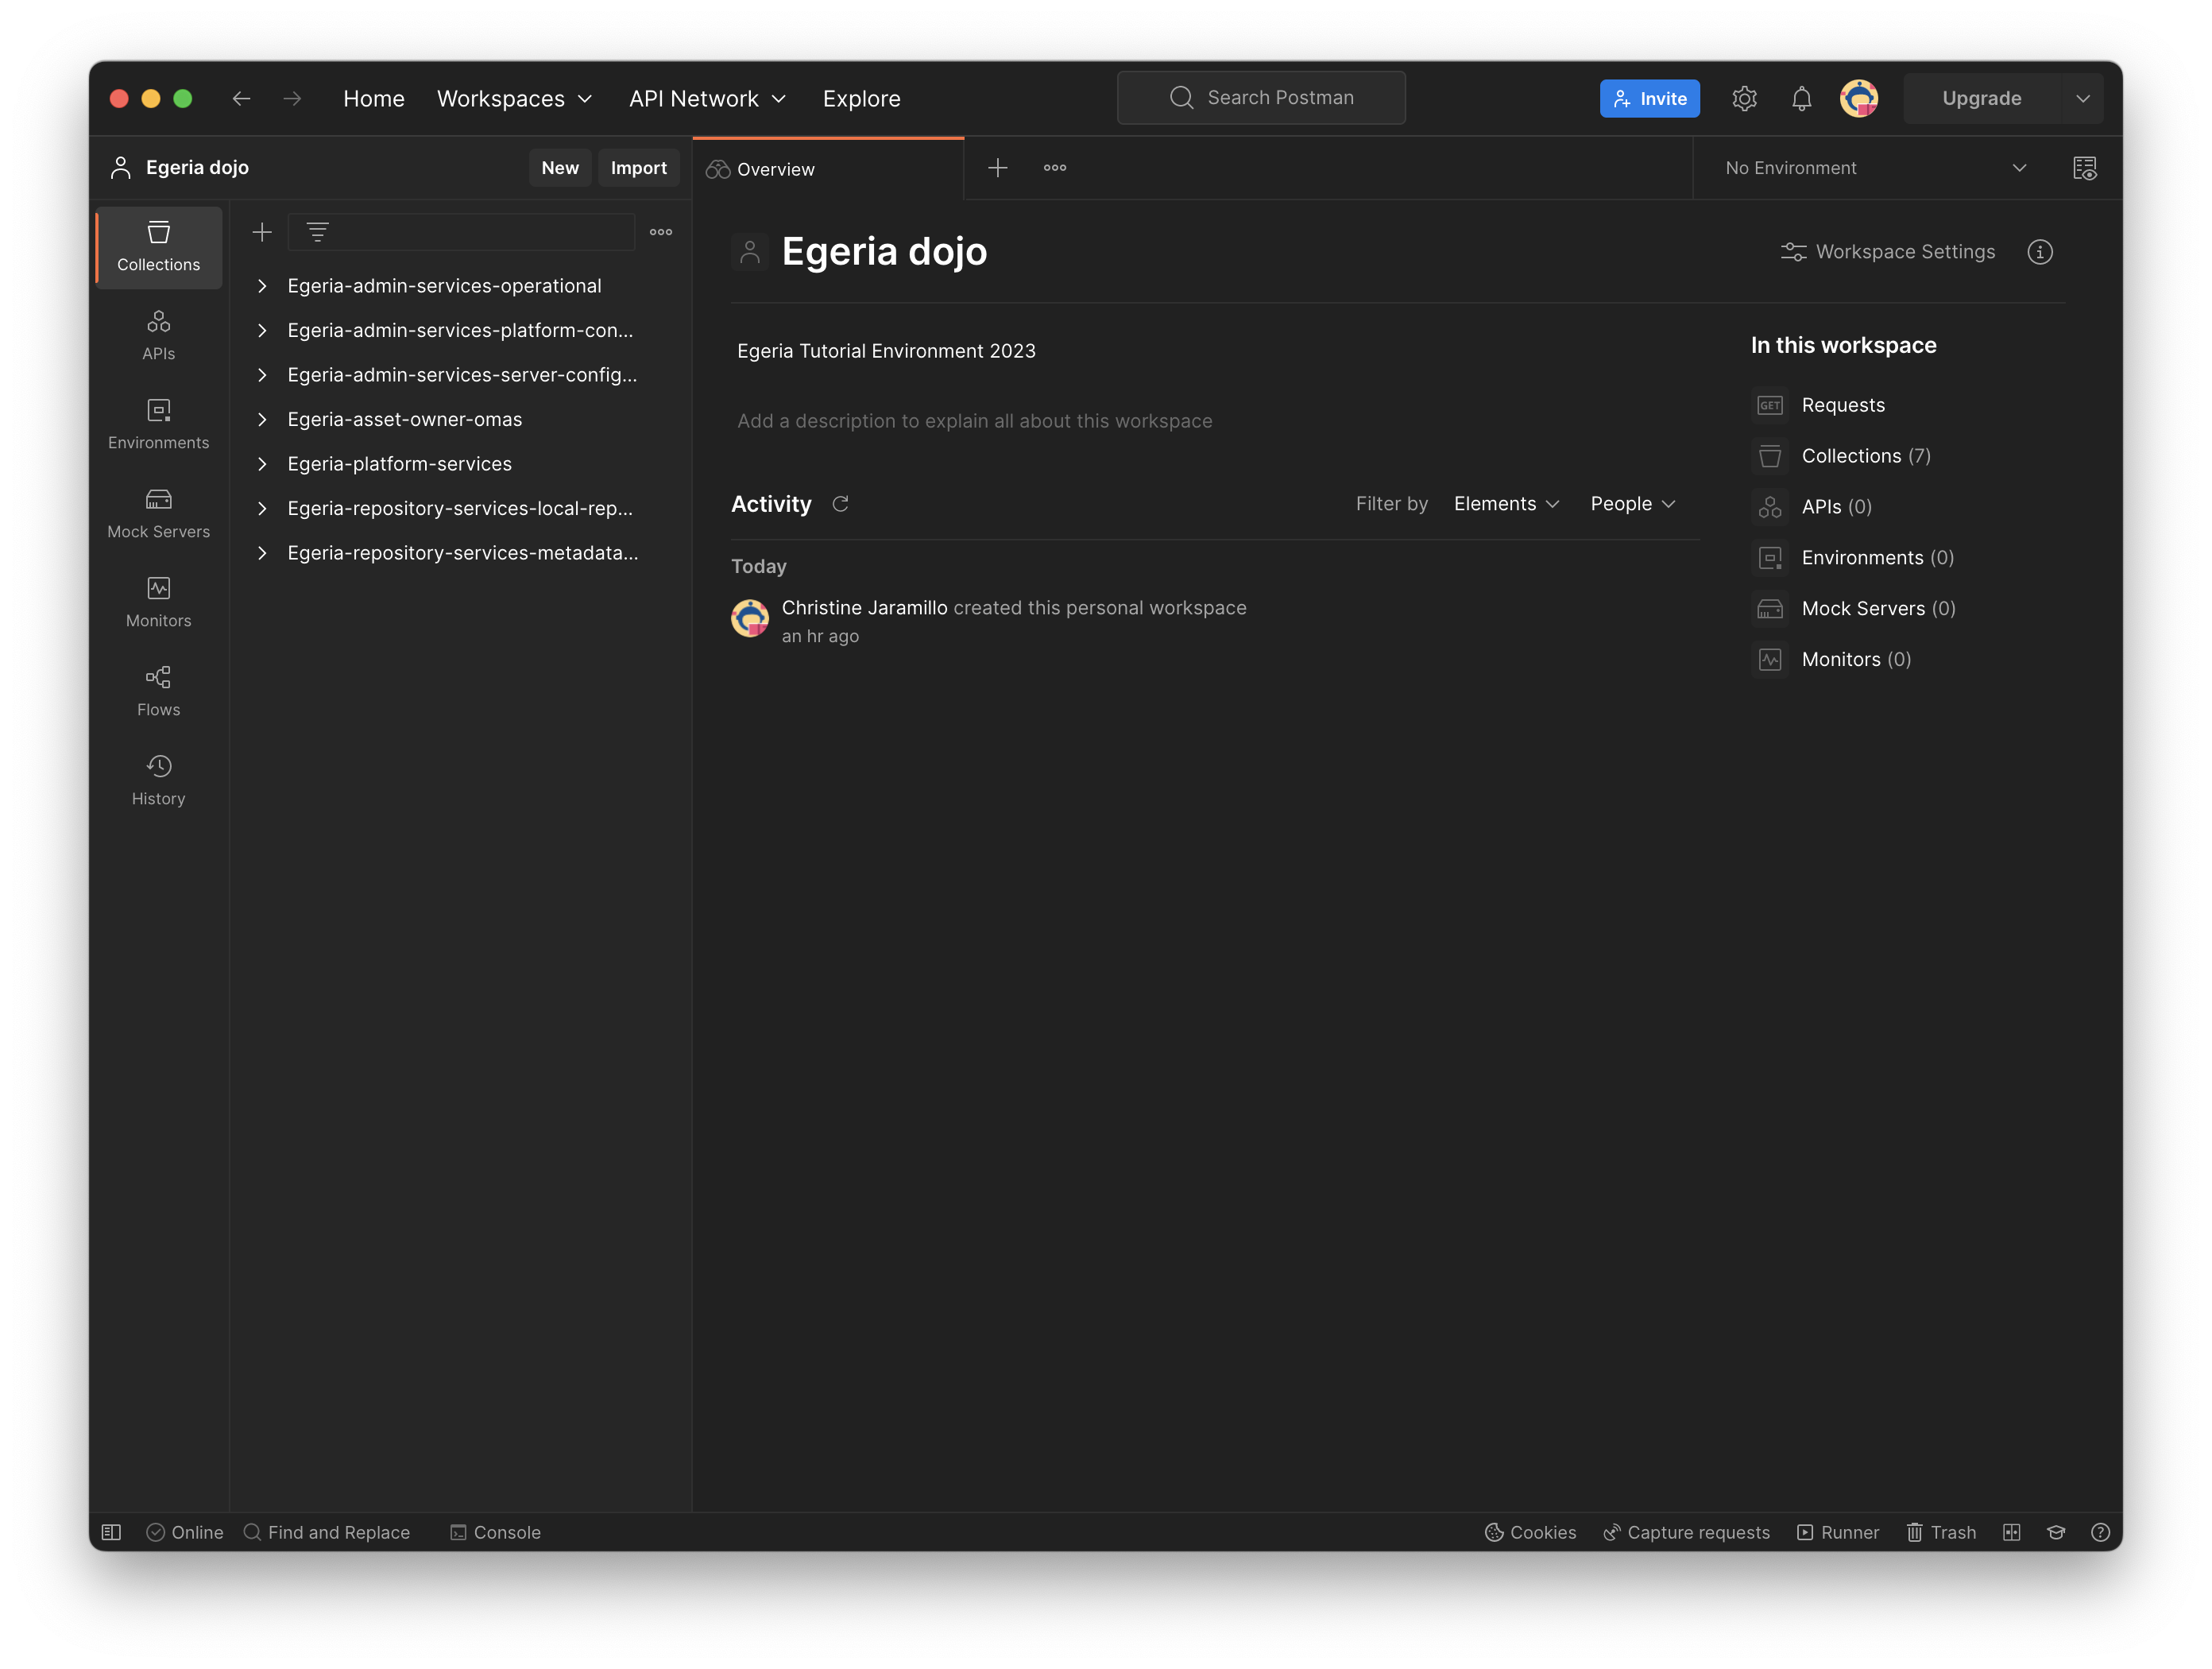 Home Workspaces API Network Explore Search Postman Invite Upgrade
Egeria dojo New Import Overview No Environment
Collections
APIs
Environments
Mock Servers
Monitors
Flows
History
Egeria-admin-services-operational
Egeria-admin-services-platform-con...
Egeria-admin-services-server-config...
Egeria-asset-owner-omas
Egeria-platform-services
Egeria-repository-services-local-rep...
Egeria-repository-services-metadata...
Egeria dojo
Workspace Settings
Egeria Tutorial Environment 2023
Add a description to explain all about this workspace
Activity Filter by Elements People
Today
Christine Jaramillo created this personal workspace
an hr ago
In this workspace
GET Requests
Collections (7)
APIs (0)
Environments (0)
Mock Servers (0)
Monitors (0)
Online Find and Replace Console Cookies Capture requests Runner Trash